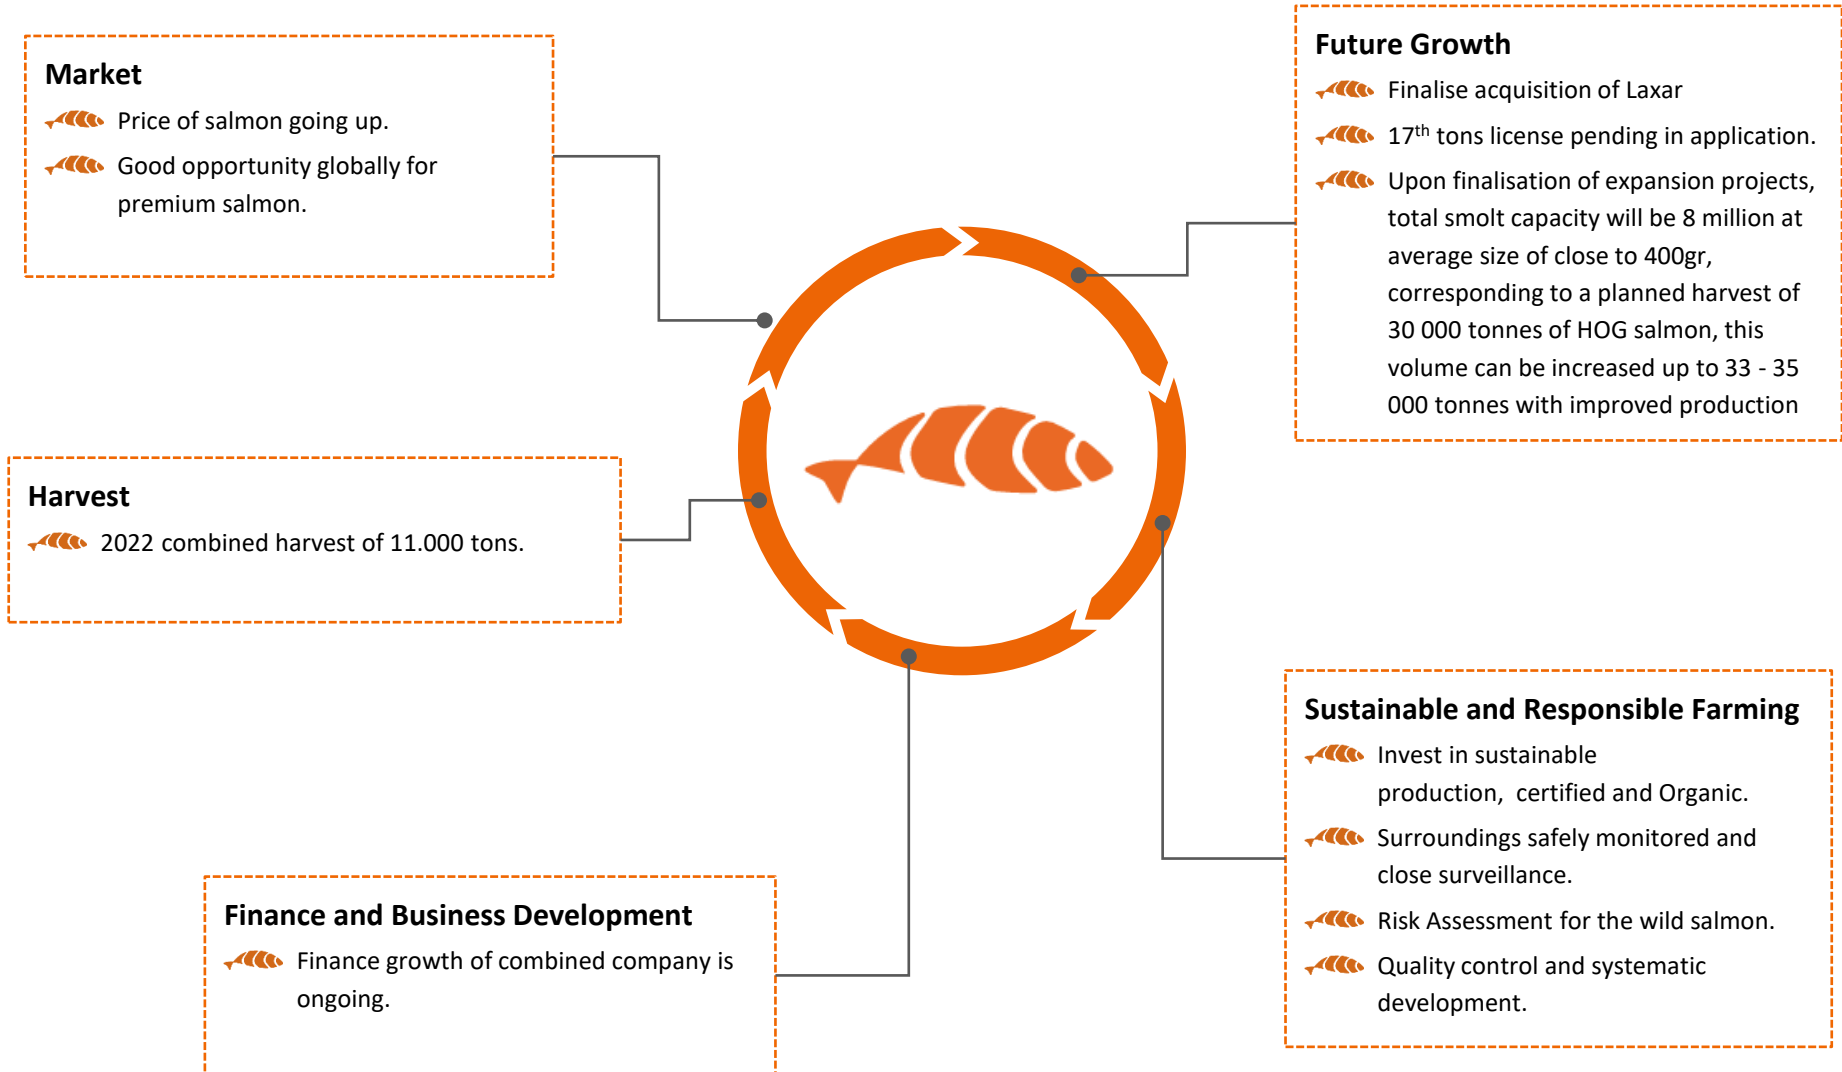 Market
Price of salmon going up.
Good opportunity globally for
premium salmon.
Harvest
2022 combined harvest of 11.000 tons.
Finance and Business Development
Finance growth of combined company is
ongoing.
Future Growth
Finalise acquisition of Laxar
17th tons license pending in application.
Upon finalisation of expansion projects,
total smolt capacity will be 8 million at
average size of close to 400gr,
corresponding to a planned harvest of
30 000 tonnes of HOG salmon, this
volume can be increased up to 33 - 35
000 tonnes with improved production
Sustainable and Responsible Farming
Invest in sustainable
production,  certified and Organic.
Surroundings safely monitored and
close surveillance.
Risk Assessment for the wild salmon.
Quality control and systematic
development.